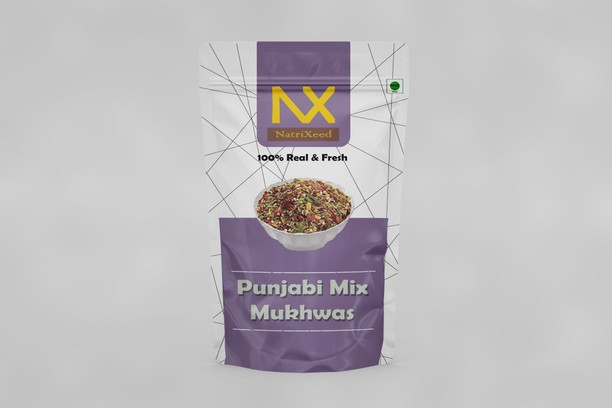 NX
NatriXeed
100% Real & Fresh
Punjabi Mix
Mukhwas